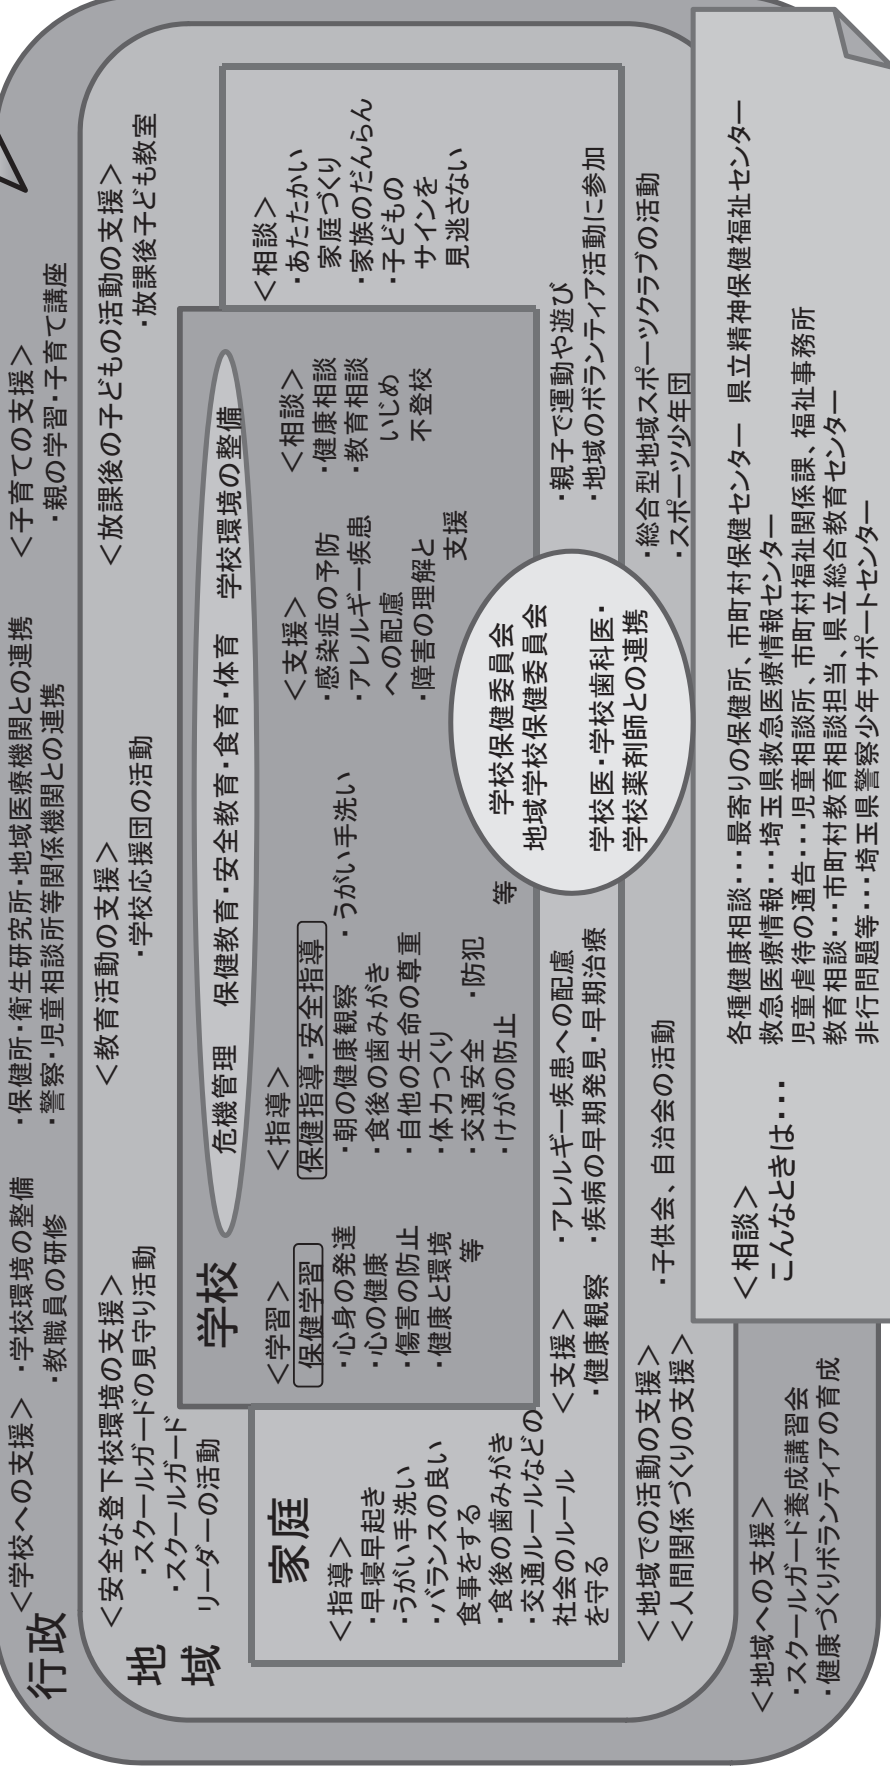 行政
＜学校への支援＞
・学校環境の整備
・教職員の研修
・保健所・衛生研究所・地域医療機関との連携
・警察・児童相談所等関係機関との連携
＜子育ての支援＞
・親の学習・子育て講座
地域
＜安全な登下校環境の支援＞
・スクールガードの見守り活動
・スクールガード
リーダーの活動
＜教育活動の支援＞
・学校応援団の活動
＜放課後の子どもの活動の支援＞
・放課後子ども教室
学校
危機管理　保健教育・安全教育・食育・体育　学校環境の整備
＜学習＞
保健学習
・心身の発達
・心の健康
・傷害の防止
・健康と環境
等
＜指導＞
保健指導・安全指導
・朝の健康観察
・うがい手洗い
・食後の歯みがき
・自他の生命の尊重
・体力つくり
・交通安全　・防犯
・けがの防止
等
＜支援＞
・感染症の予防
・アレルギー疾患
への配慮
・障害の理解と
支援
＜相談＞
・健康相談
・教育相談
いじめ
不登校
家庭
＜指導＞
・早寝早起き
・うがい手洗い
・バランスの良い
食事をする
・食後の歯みがき
・交通ルールなどの
社会のルール
を守る
＜支援＞
・健康観察
・アレルギー疾患への配慮
・疾病の早期発見・早期治療
・親子で運動や遊び
・地域のボランティア活動に参加
＜相談＞
・あたたかい
家庭づくり
・家族のだんらん
・子どもの
サインを
見逃さない
学校保健委員会
地域学校保健委員会
学校医・学校歯科医・
学校薬剤師との連携
＜地域での活動の支援＞
＜人間関係づくりの支援＞
・子供会、自治会の活動
・総合型地域スポーツクラブの活動
・スポーツ少年団
＜地域への支援＞
・スクールガード養成講習会
・健康づくりボランティアの育成
＜相談＞
こんなときは・・・
各種健康相談・・・最寄りの保健所、市町村保健センター　県立精神保健福祉センター
救急医療情報・・・埼玉県救急医療情報センター
児童虐待の通告・・・児童相談所、市町村福祉関係課、福祉事務所
教育相談・・・市町村教育相談担当、県立総合教育センター
非行問題等・・・埼玉県警察少年サポートセンター